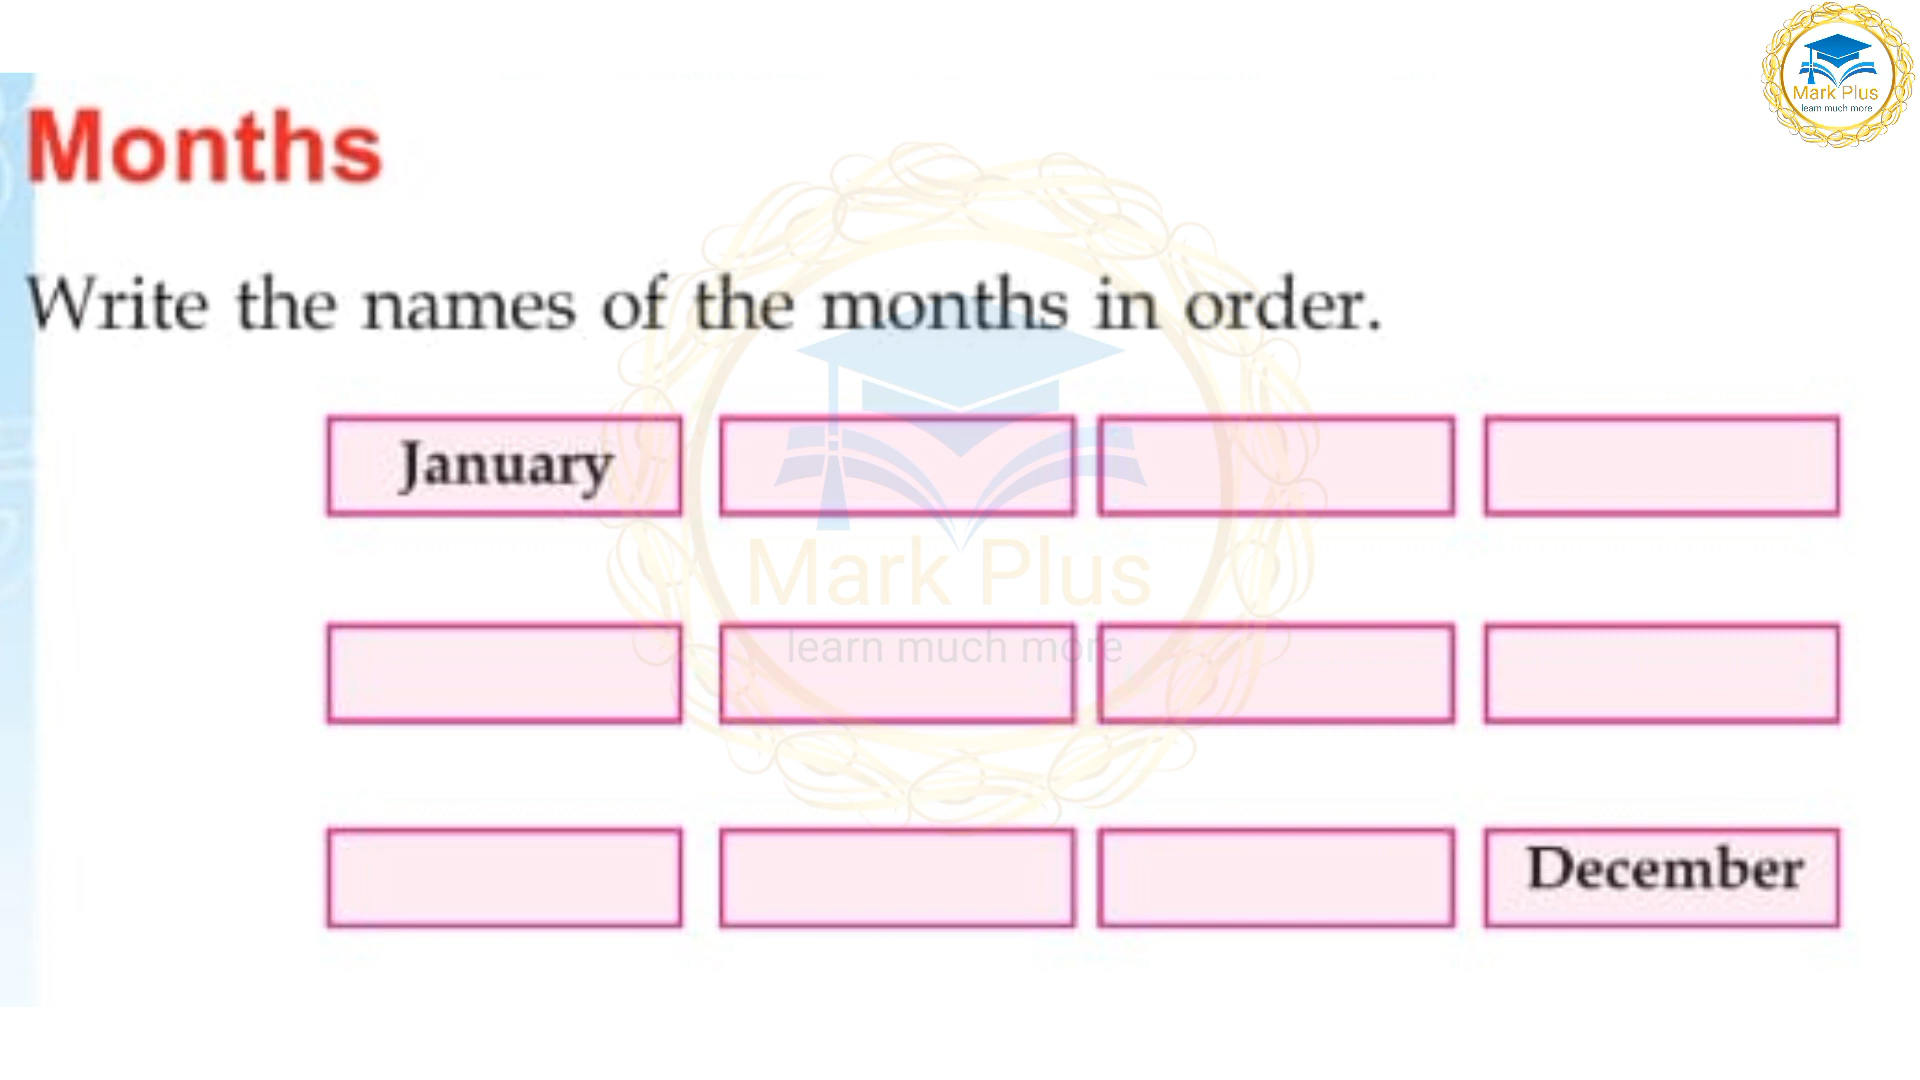 Mark Plus
learn much more
Months
Write the names of the months in order.
January
Mark Plus
learn much more
December